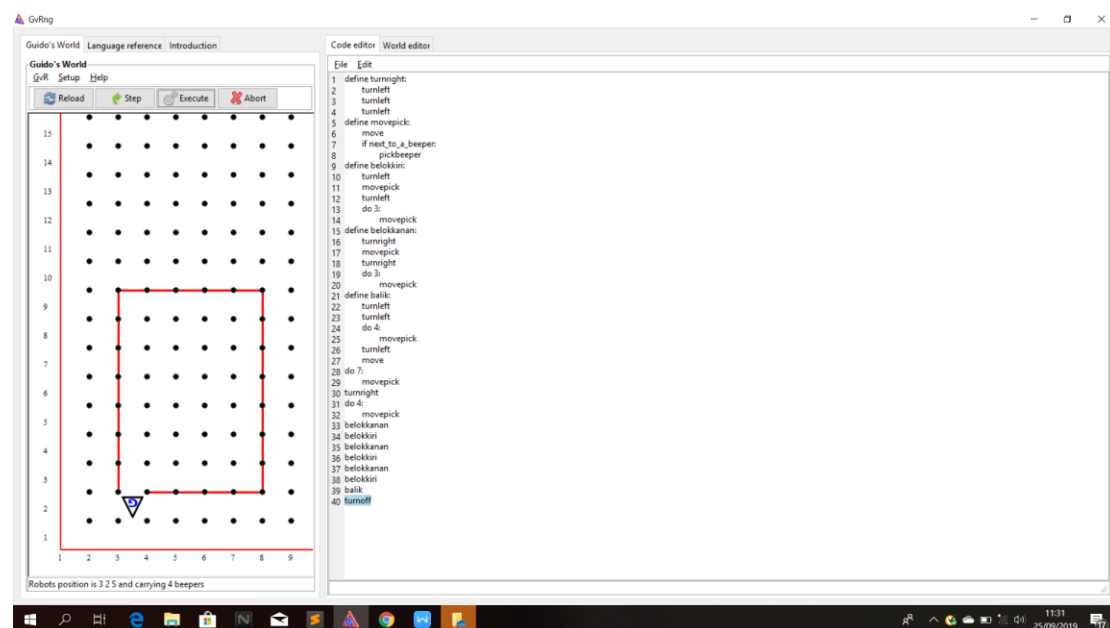 GvRng
Guido's World Language reference Introduction
Guido's World
GvR Setup Help
Reload Step Execute Abort
15
14
13
12
11
10
9
8
7
6
5
4
3
2
1
1 2 3 4 5 6 7 8 9
Robots position is 3 2 S and carrying 4 beepers
Code editor World editor
File Edit
1 define turnright:
2 turnleft
3 turnleft
4 turnleft
5 define movepick:
6 move
7 if next_to_a_beeper:
8 pickbeeper
9 define belokkiri:
10 turnleft
11 movepick
12 turnleft
13 do 3:
14 movepick
15 define belokkanan:
16 turnright
17 movepick
18 turnright
19 do 3:
20 movepick
21 define balik:
22 turnleft
23 turnleft
24 do 4:
25 movepick
26 turnleft
27 move
28 do 7:
29 movepick
30 turnright
31 do 4:
32 movepick
33 belokkanan
34 belokkiri
35 belokkanan
36 belokkiri
37 belokkanan
38 belokkiri
39 balik
40 turnoff
11:31
25/09/2019
17